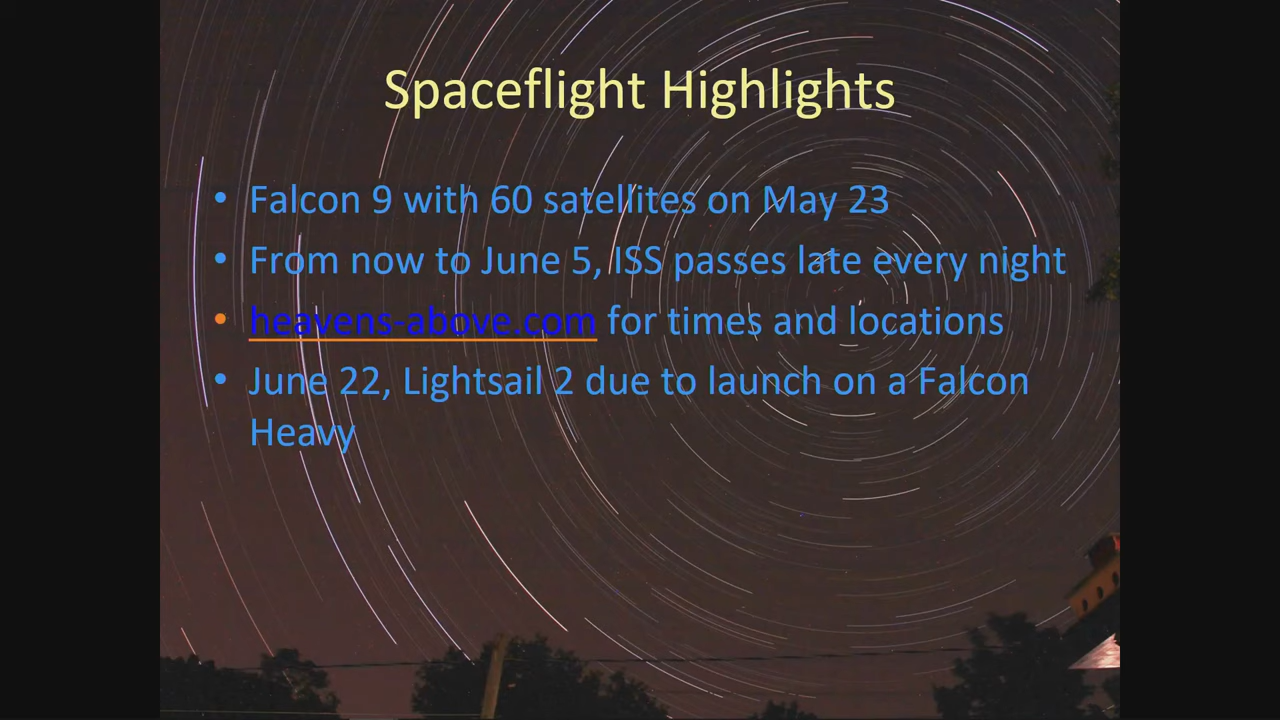 Spaceflight Highlights
• Falcon 9 with 60 satellites on May 23
• From now to June 5, ISS passes late every night
• heavens-above.com for times and locations
• June 22, Lightsail 2 due to launch on a Falcon
Heavy